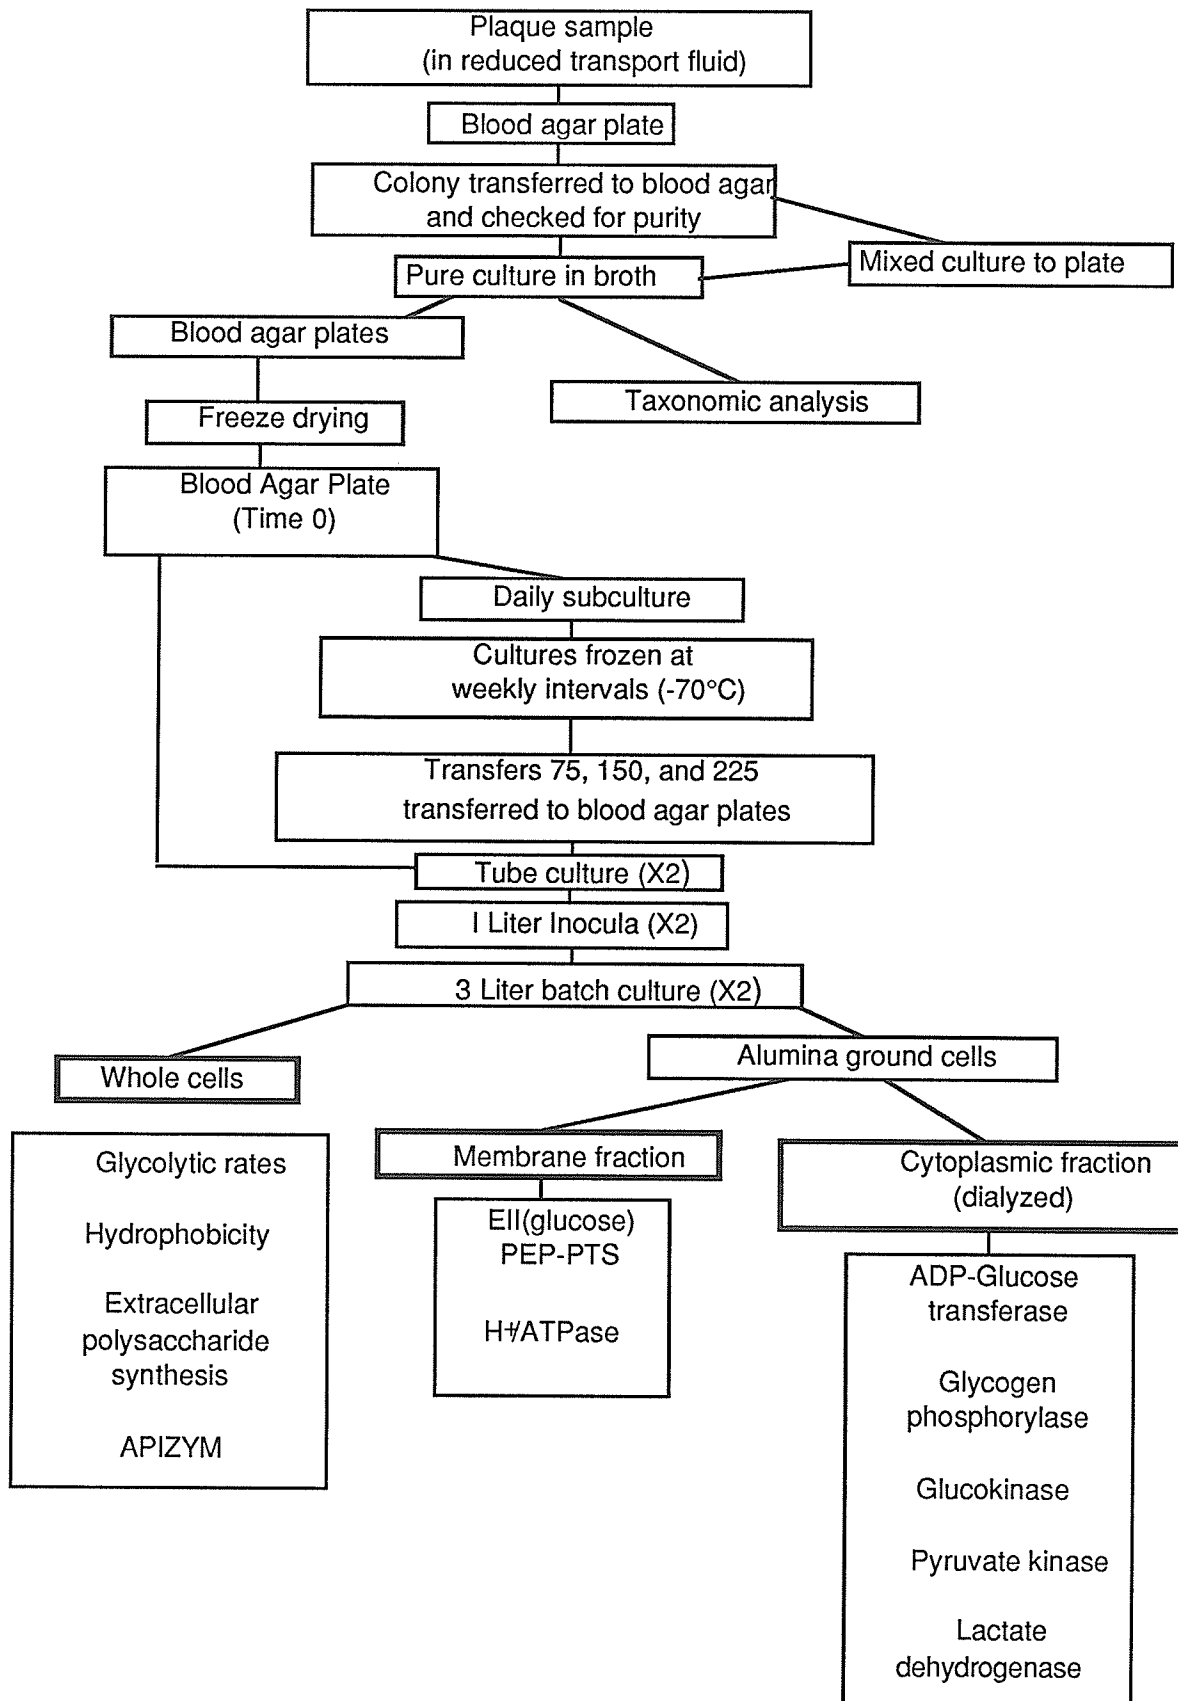 Plaque sample
(in reduced transport fluid)
Blood agar plate
Colony transferred to blood agar
and checked for purity
Mixed culture to plate
Pure culture in broth
Blood agar plates
Taxonomic analysis
Freeze drying
Blood Agar Plate
(Time 0)
Daily subculture
Cultures frozen at
weekly intervals (-70°C)
Transfers 75, 150, and 225
transferred to blood agar plates
Tube culture (X2)
I Liter Inocula (X2)
3 Liter batch culture (X2)
Whole cells
Alumina ground cells
Glycolytic rates
Hydrophobicity
Extracellular
polysaccharide
synthesis
APIZYM
Membrane fraction
EII(glucose)
PEP-PTS
H+/ATPase
Cytoplasmic fraction
(dialyzed)
ADP-Glucose
transferase
Glycogen
phosphorylase
Glucokinase
Pyruvate kinase
Lactate
dehydrogenase